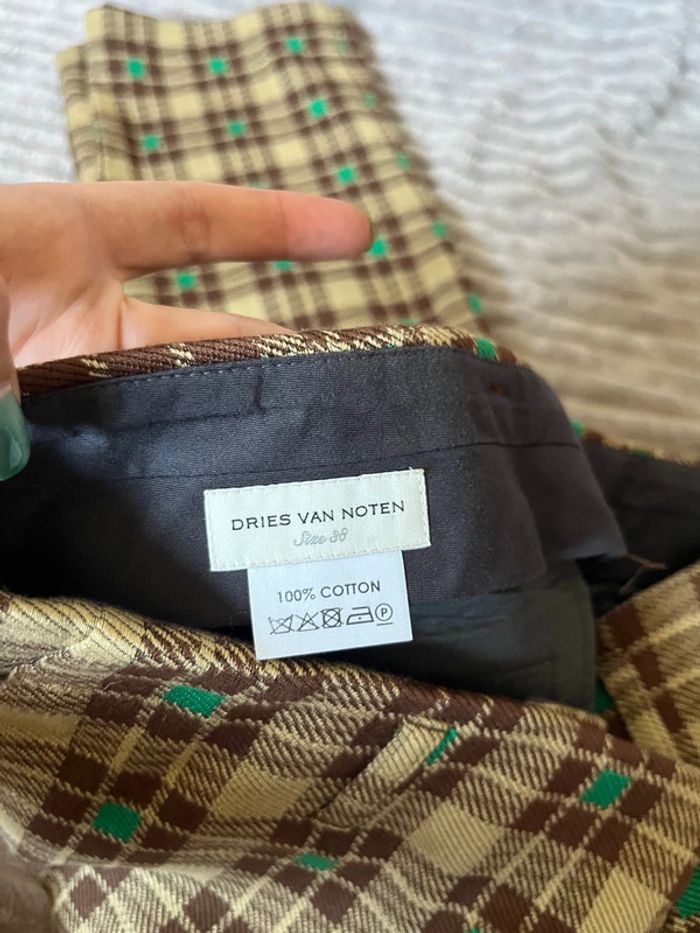 DRIES VAN NOTEN
Size 38
100% COTTON
P